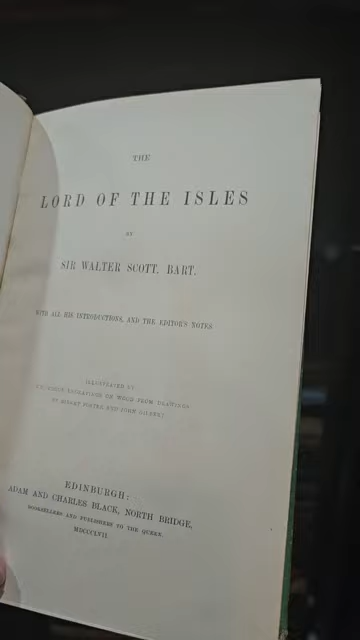 THE
LORD OF THE ISLES
BY
SIR WALTER SCOTT. BART.
WITH ALL HIS INTRODUCTIONS, AND THE EDITOR'S NOTES
ILLUSTRATED BY
ENGRAVINGS ON WOOD FROM DRAWINGS
BY BIRKET FOSTER AND JOHN GILBERT
EDINBURGH:
ADAM AND CHARLES BLACK, NORTH BRIDGE,
BOOKSELLERS AND PUBLISHERS TO THE QUEEN.
MDCCCLVII